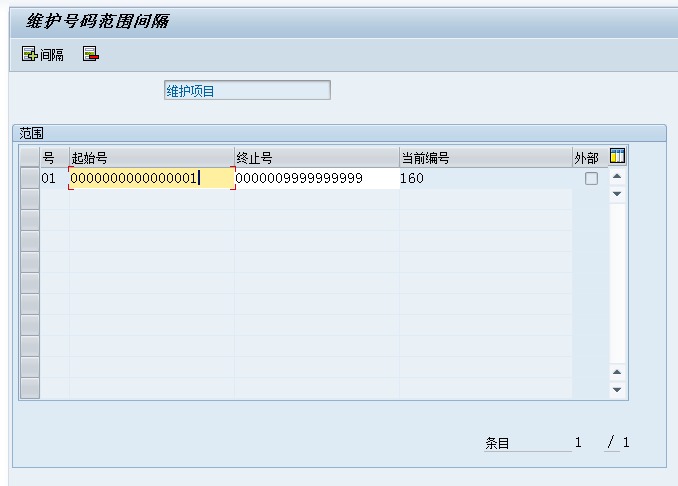 维护号码范围间隔
间隔
维护项目
范围
号 起始号 终止号 当前编号 外部
01 0000000000000001 0000009999999999 160
条目 1 / 1